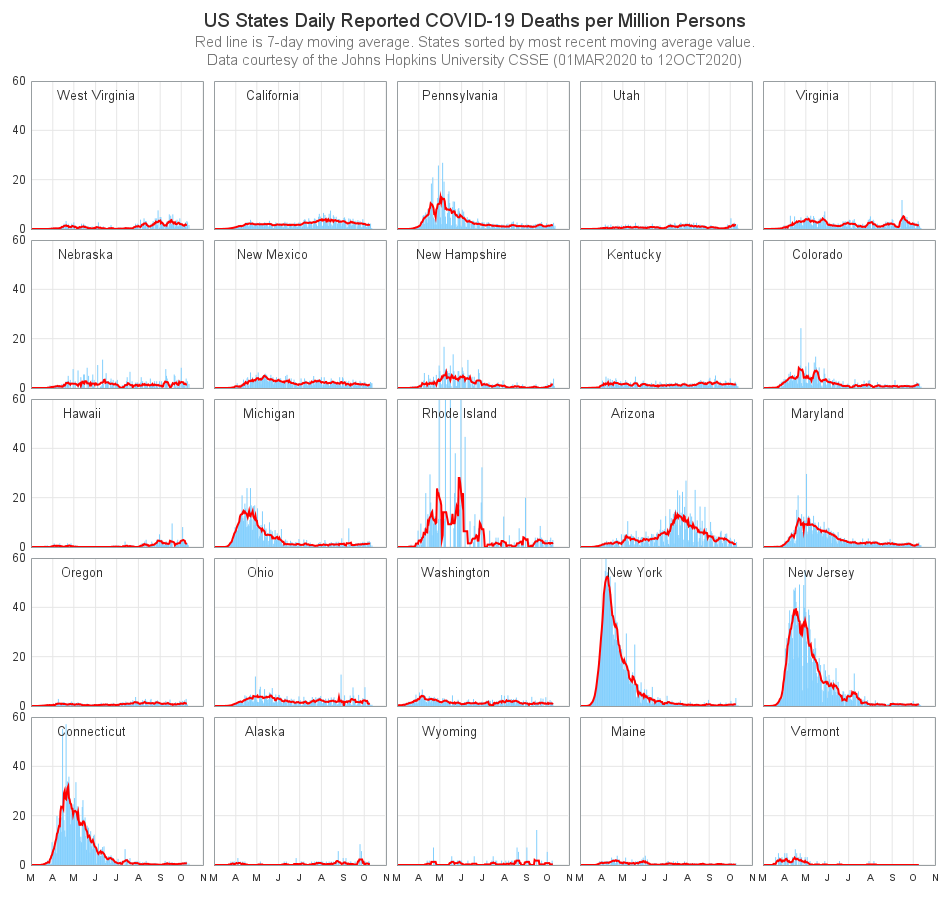 US States Daily Reported COVID-19 Deaths per Million Persons
Red line is 7-day moving average. States sorted by most recent moving average value.
Data courtesy of the Johns Hopkins University CSSE (01MAR2020 to 12OCT2020)
60
West Virginia California Pennsylvania Utah Virginia
40
20
0
60
Nebraska New Mexico New Hampshire Kentucky Colorado
40
20
0
60
Hawaii Michigan Rhode Island Arizona Maryland
40
20
0
60
Oregon Ohio Washington New York New Jersey
40
20
0
60
Connecticut Alaska Wyoming Maine Vermont
40
20
0
M A M J J A S O N M A M J J A S O N M A M J J A S O N M A M J J A S O N M A M J J A S O N